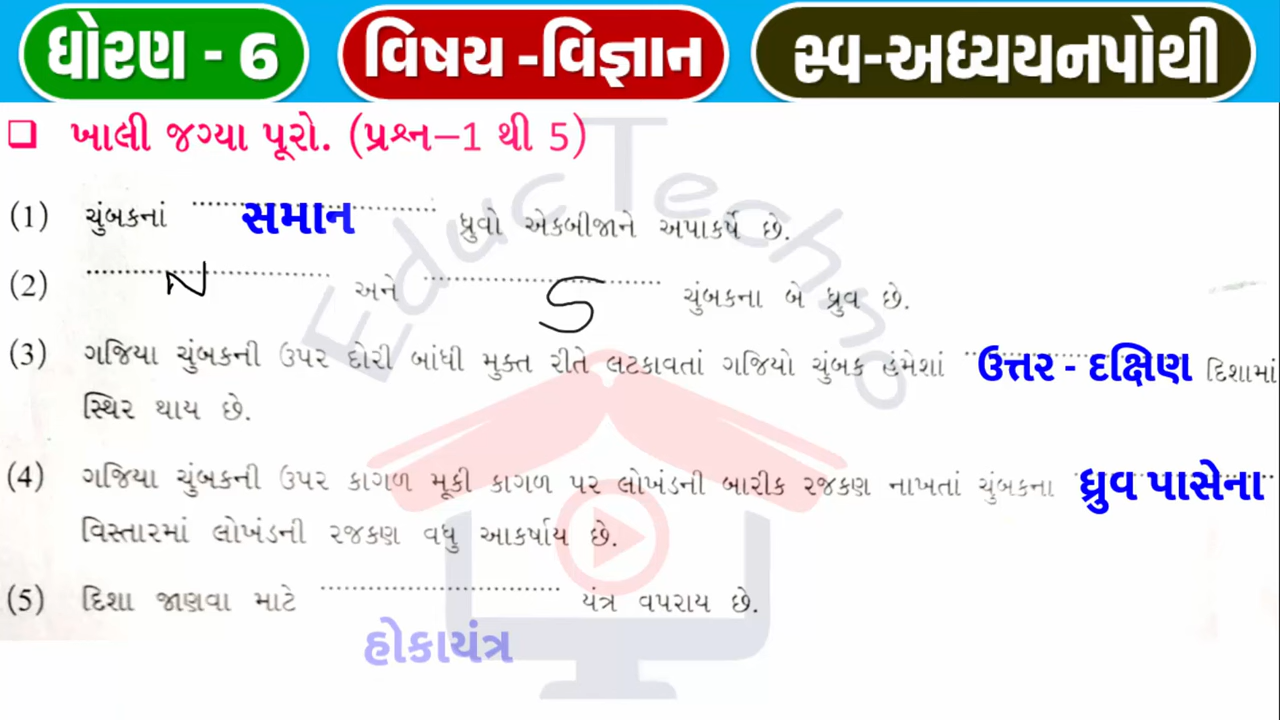 ધોરણ - 6 વિષય -વિજ્ઞાન સ્વ-અધ્યયનપોથી
❑ ખાલી જગ્યા પૂરો. (પ્રશ્ન–1 થી 5)
(1) ચુંબકનાં સમાન ધ્રુવો એકબીજાને અપાકર્ષે છે.
(2) N અને S ચુંબકના બે ધ્રુવ છે.
(3) ગજિયા ચુંબકની ઉપર દોરી બાંધી મુક્ત રીતે લટકાવતાં ગજિયો ચુંબક હંમેશાં ઉત્તર - દક્ષિણ દિશામાં
સ્થિર થાય છે.
(4) ગજિયા ચુંબકની ઉપર કાગળ મૂકી કાગળ પર લોખંડની બારીક રજકણ નાખતાં ચુંબકના ધ્રુવ પાસેના
વિસ્તારમાં લોખંડની રજકણ વધુ આકર્ષાય છે.
(5) દિશા જાણવા માટે ........................ યંત્ર વપરાય છે.
હોકાયંત્ર
EducTechno